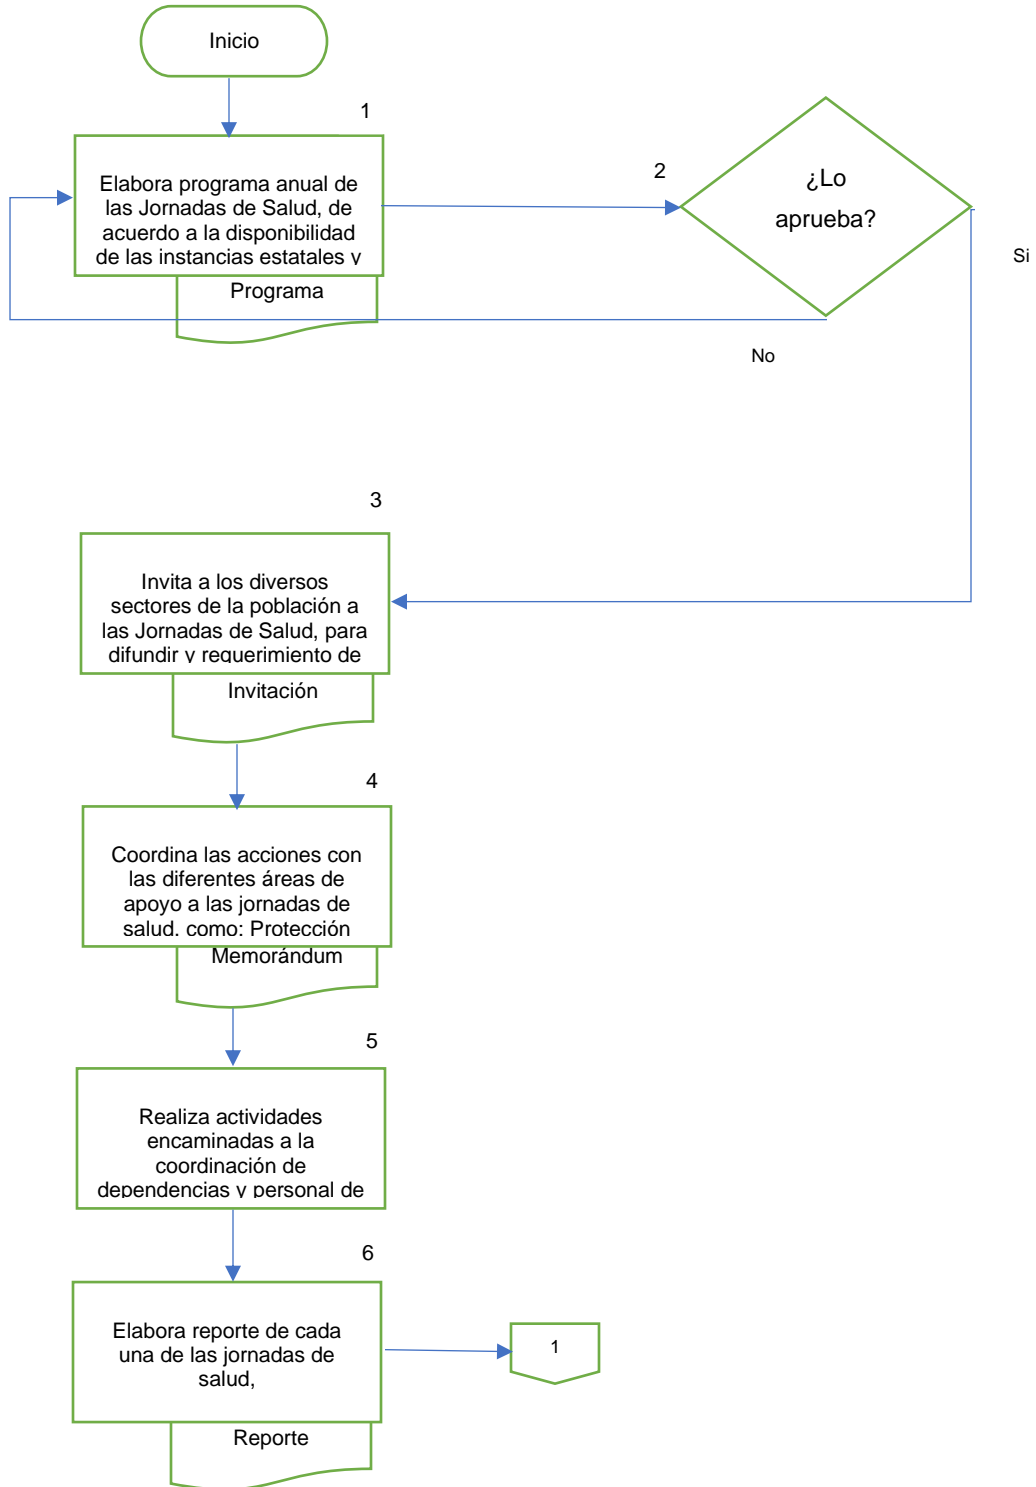 Inicio
1
Elabora programa anual de
las Jornadas de Salud, de
acuerdo a la disponibilidad
de las instancias estatales y
Programa
2
¿Lo
aprueba?
Si
No
3
Invita a los diversos
sectores de la población a
las Jornadas de Salud, para
difundir y requerimiento de
Invitación
4
Coordina las acciones con
las diferentes áreas de
apoyo a las jornadas de
salud, como: Protección
Memorándum
5
Realiza actividades
encaminadas a la
coordinación de
dependencias y personal de
6
Elabora reporte de cada
una de las jornadas de
salud,
1
Reporte